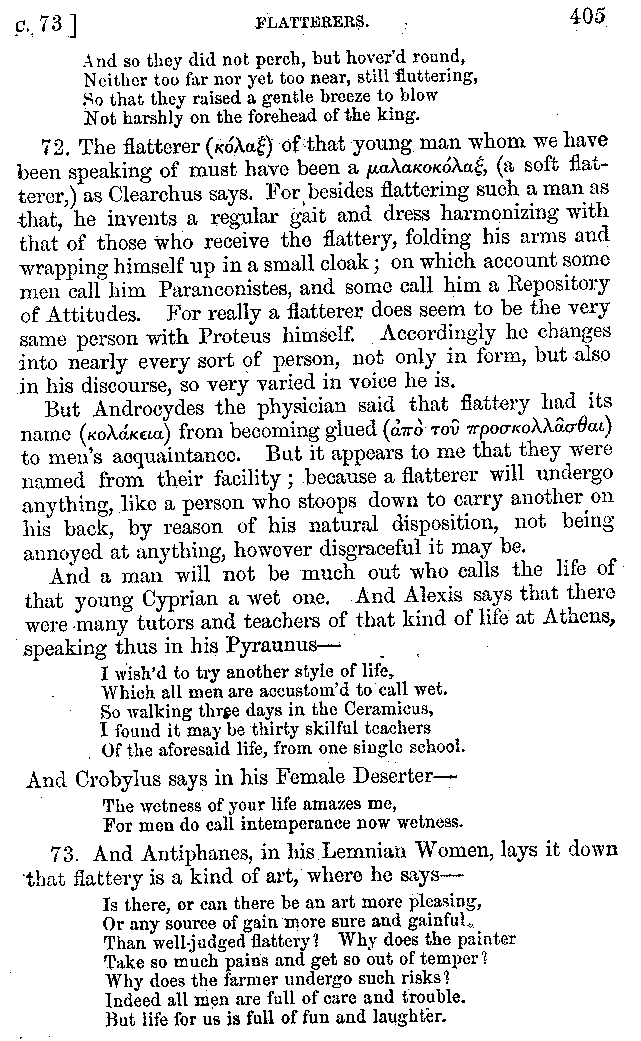 C. 73] FLATTERERS. 405
And so they did not perch, but hover'd round,
Neither too far nor yet too near, still fluttering,
So that they raised a gentle breeze to blow
Not harshly on the forehead of the king.
72. The flatterer (κόλαξ) of that young man whom we have
been speaking of must have been a μαλακοκόλαξ, (a soft flat-
terer,) as Clearchus says. For besides flattering such a man as
that, he invents a regular gait and dress harmonizing with
that of those who receive the flattery, folding his arms and
wrapping himself up in a small cloak; on which account some
men call him Paranconistes, and some call him a Repository
of Attitudes. For really a flatterer does seem to be the very
same person with Proteus himself. Accordingly he changes
into nearly every sort of person, not only in form, but also
in his discourse, so very varied in voice he is.
But Androcydes the physician said that flattery had its
name (κολάκεια) from becoming glued (ἀπὸ τοῦ προσκολλᾶσθαι)
to men's acquaintance. But it appears to me that they were
named from their facility; because a flatterer will undergo
anything, like a person who stoops down to carry another on
his back, by reason of his natural disposition, not being
annoyed at anything, however disgraceful it may be.
And a man will not be much out who calls the life of
that young Cyprian a wet one. And Alexis says that there
were many tutors and teachers of that kind of life at Athens,
speaking thus in his Pyraunus—
I wish'd to try another style of life,
Which all men are accustom'd to call wet.
So walking three days in the Ceramicus,
I found it may be thirty skilful teachers
Of the aforesaid life, from one single school.
And Crobylus says in his Female Deserter—
The wetness of your life amazes me,
For men do call intemperance now wetness.
73. And Antiphanes, in his Lemnian Women, lays it down
that flattery is a kind of art, where he says—
Is there, or can there be an art more pleasing,
Or any source of gain more sure and gainful
Than well-judged flattery? Why does the painter
Take so much pains and get so out of temper?
Why does the farmer undergo such risks?
Indeed all men are full of care and trouble.
But life for us is full of fun and laughter.